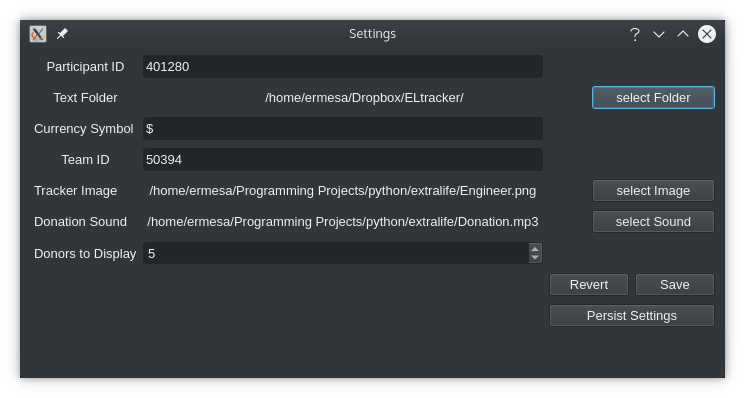 Settings
?
Participant ID 401280
Text Folder /home/ermesa/Dropbox/ELtracker/ select Folder
Currency Symbol $
Team ID 50394
Tracker Image /home/ermesa/Programming Projects/python/extralife/Engineer.png select Image
Donation Sound /home/ermesa/Programming Projects/python/extralife/Donation.mp3 select Sound
Donors to Display 5
Revert Save
Persist Settings